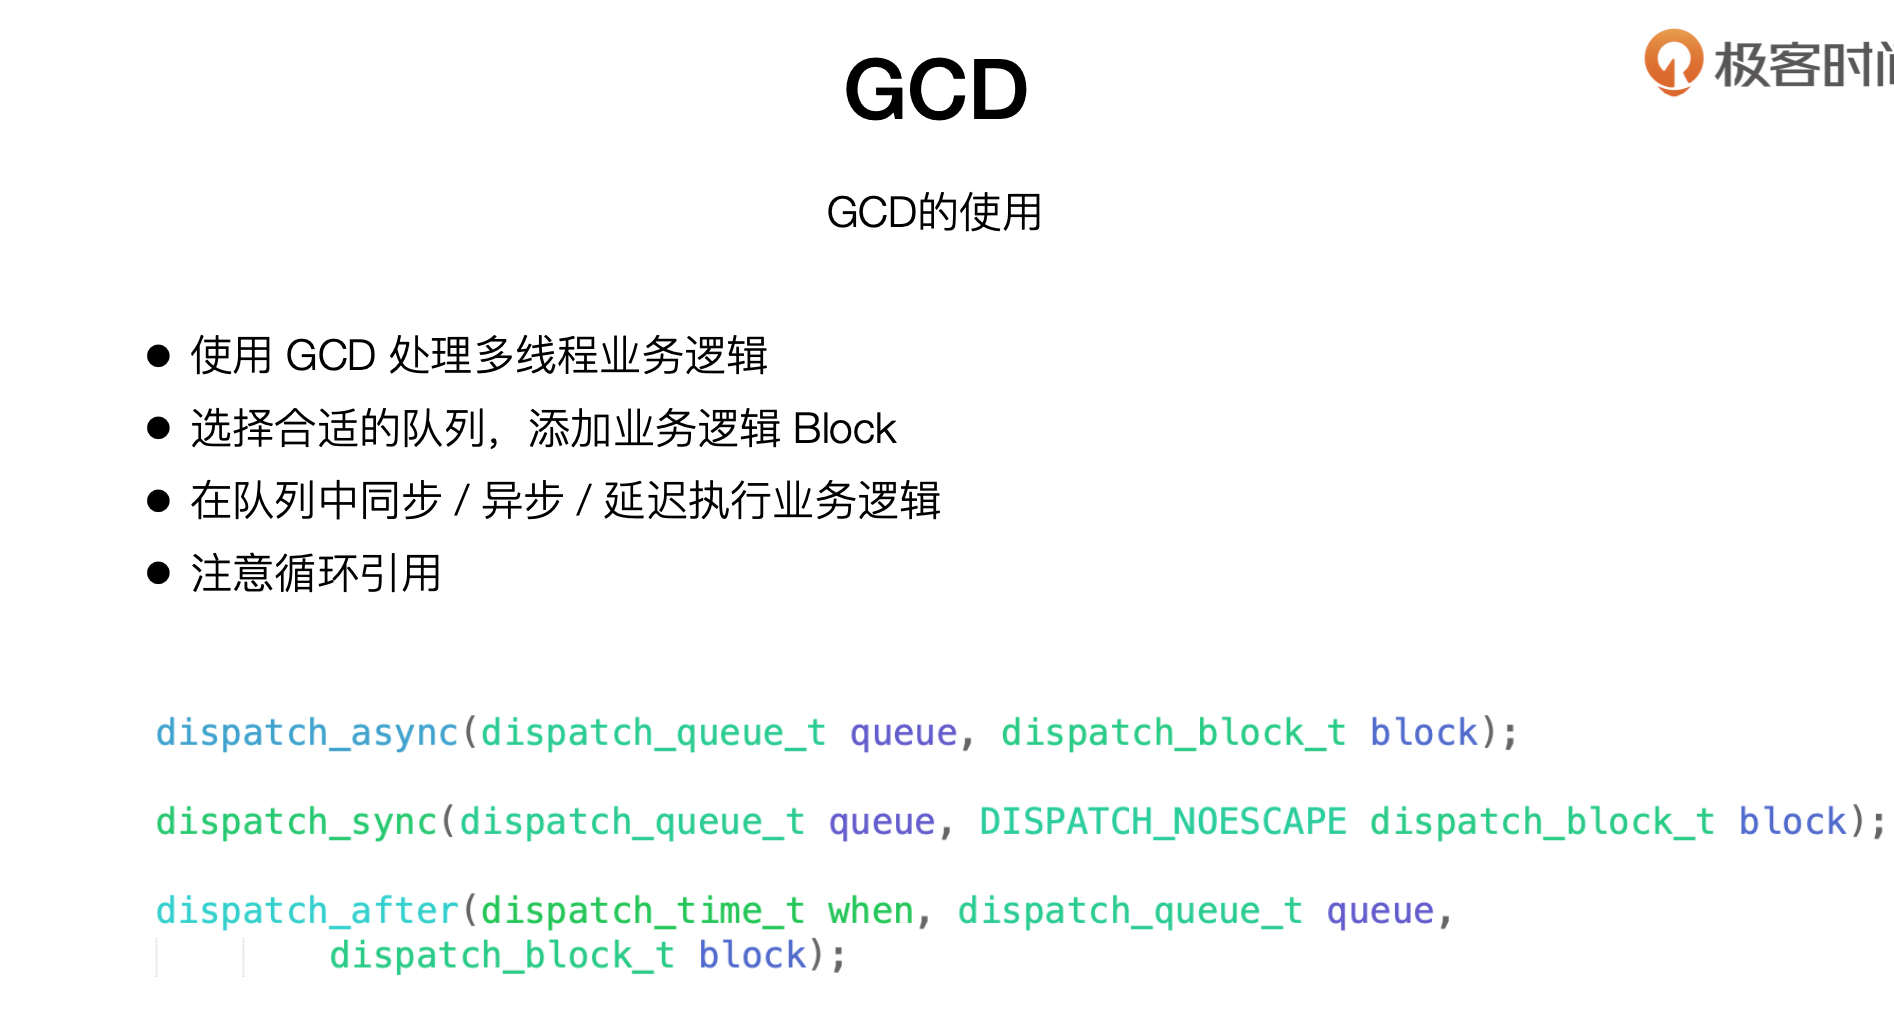 极客时间
GCD
GCD的使用
使用 GCD 处理多线程业务逻辑
选择合适的队列，添加业务逻辑 Block
在队列中同步 / 异步 / 延迟执行业务逻辑
注意循环引用
dispatch_async(dispatch_queue_t queue, dispatch_block_t block);
dispatch_sync(dispatch_queue_t queue, DISPATCH_NOESCAPE dispatch_block_t block);
dispatch_after(dispatch_time_t when, dispatch_queue_t queue,
dispatch_block_t block);